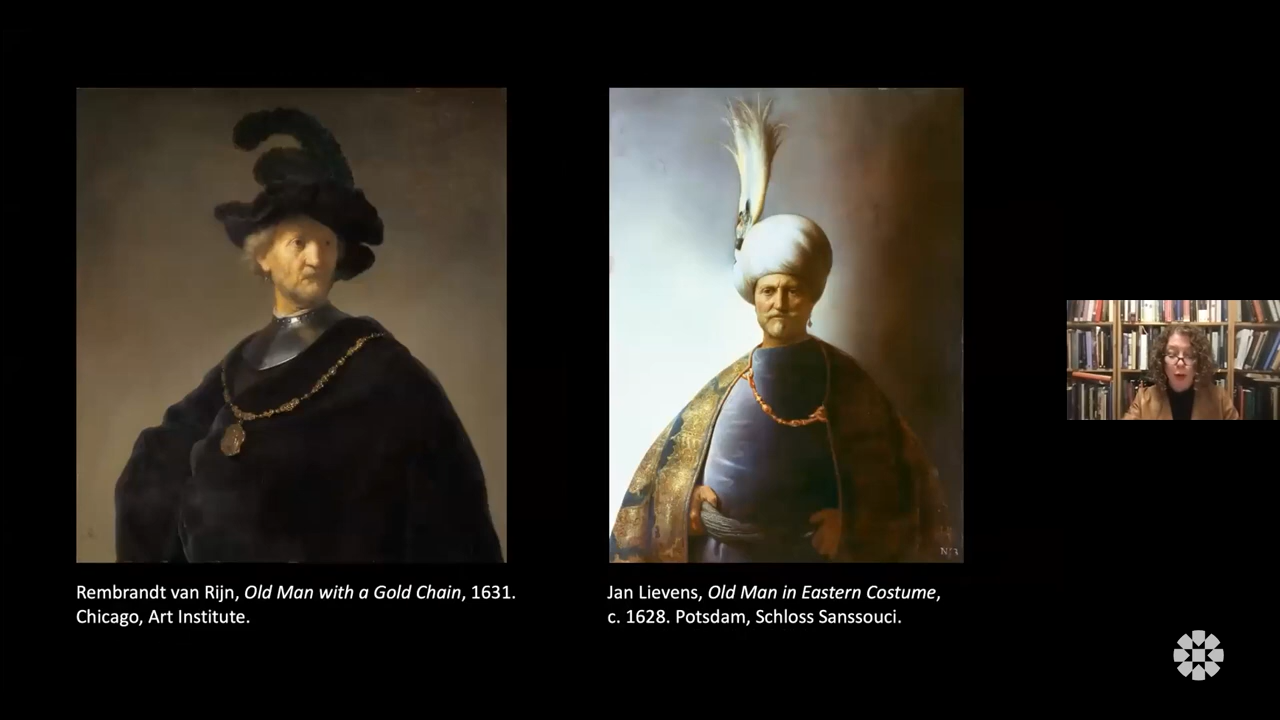 Rembrandt van Rijn, Old Man with a Gold Chain, 1631.
Chicago, Art Institute.
Jan Lievens, Old Man in Eastern Costume,
c. 1628. Potsdam, Schloss Sanssouci.